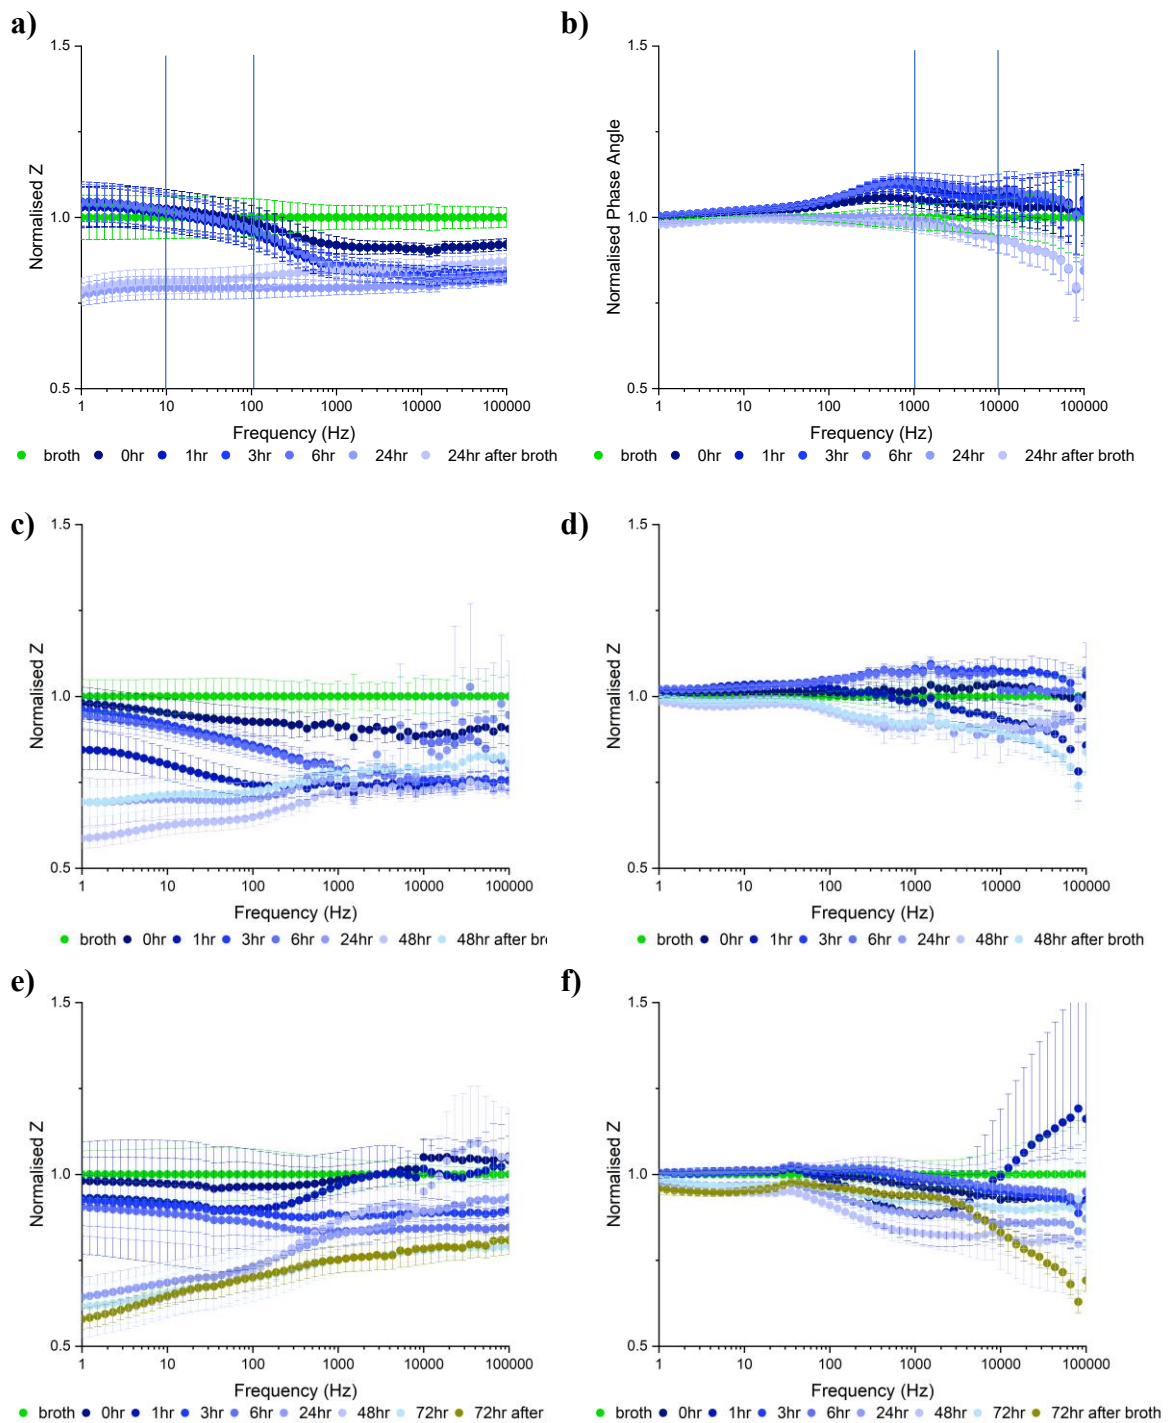 a)
b)
1.5
1.0
0.5
Normalised Z
1 10 100 1000 10000 100000
Frequency (Hz)
broth 0hr 1hr 3hr 6hr 24hr 24hr after broth
1.5
1.0
0.5
Normalised Phase Angle
1 10 100 1000 10000 100000
Frequency (Hz)
broth 0hr 1hr 3hr 6hr 24hr 24hr after broth
c)
d)
1.5
1.0
0.5
Normalised Z
1 10 100 1000 10000 100000
Frequency (Hz)
broth 0hr 1hr 3hr 6hr 24hr 48hr 48hr after bro
1.5
1.0
0.5
Normalised Z
1 10 100 1000 10000 100000
Frequency (Hz)
broth 0hr 1hr 3hr 6hr 24hr 48hr 48hr after broth
e)
f)
1.5
1.0
0.5
Normalised Z
1 10 100 1000 10000 100000
Frequency (Hz)
broth 0hr 1hr 3hr 6hr 24hr 48hr 72hr 72hr after
1.5
1.0
0.5
Normalised Z
1 10 100 1000 10000 100000
Frequency (Hz)
broth 0hr 1hr 3hr 6hr 24hr 48hr 72hr 72hr after broth